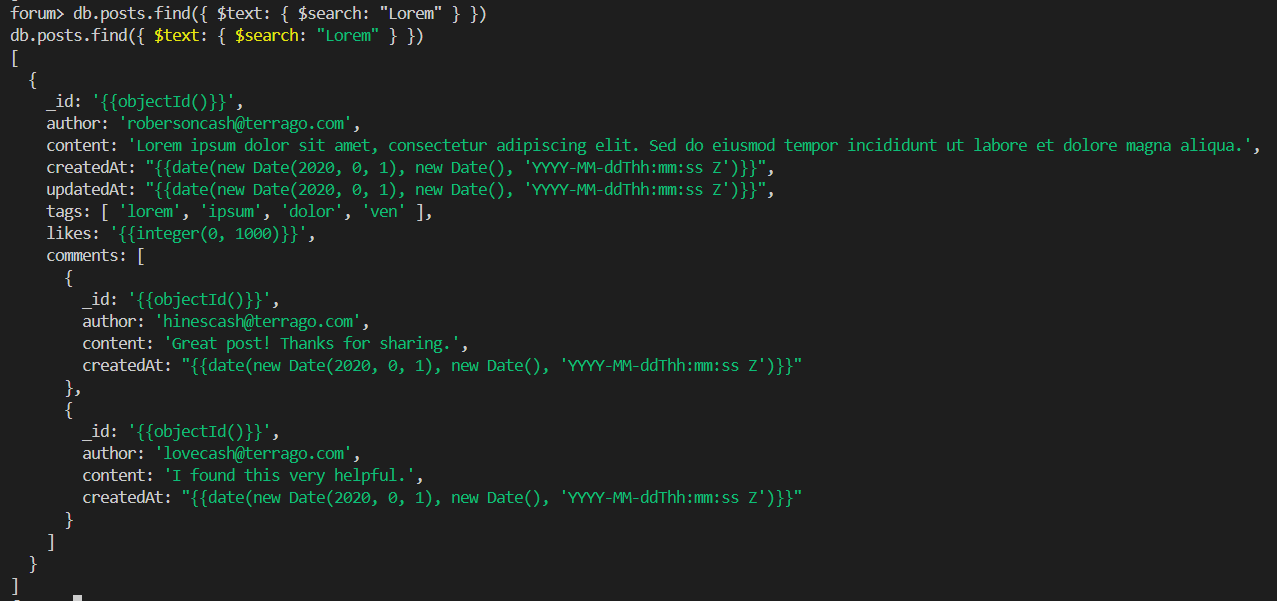 forum> db.posts.find({ $text: { $search: "Lorem" } })
db.posts.find({ $text: { $search: "Lorem" } })
[
  {
    _id: '{{objectId()}}',
    author: 'robersoncash@terrago.com',
    content: 'Lorem ipsum dolor sit amet, consectetur adipiscing elit. Sed do eiusmod tempor incididunt ut labore et dolore magna aliqua.',
    createdAt: "{{date(new Date(2020, 0, 1), new Date(), 'YYYY-MM-ddThh:mm:ss Z')}}",
    updatedAt: "{{date(new Date(2020, 0, 1), new Date(), 'YYYY-MM-ddThh:mm:ss Z')}}",
    tags: [ 'lorem', 'ipsum', 'dolor', 'ven' ],
    likes: '{{integer(0, 1000)}}',
    comments: [
      {
        _id: '{{objectId()}}',
        author: 'hinescash@terrago.com',
        content: 'Great post! Thanks for sharing.',
        createdAt: "{{date(new Date(2020, 0, 1), new Date(), 'YYYY-MM-ddThh:mm:ss Z')}}"
      },
      {
        _id: '{{objectId()}}',
        author: 'lovecash@terrago.com',
        content: 'I found this very helpful.',
        createdAt: "{{date(new Date(2020, 0, 1), new Date(), 'YYYY-MM-ddThh:mm:ss Z')}}"
      }
    ]
  }
]